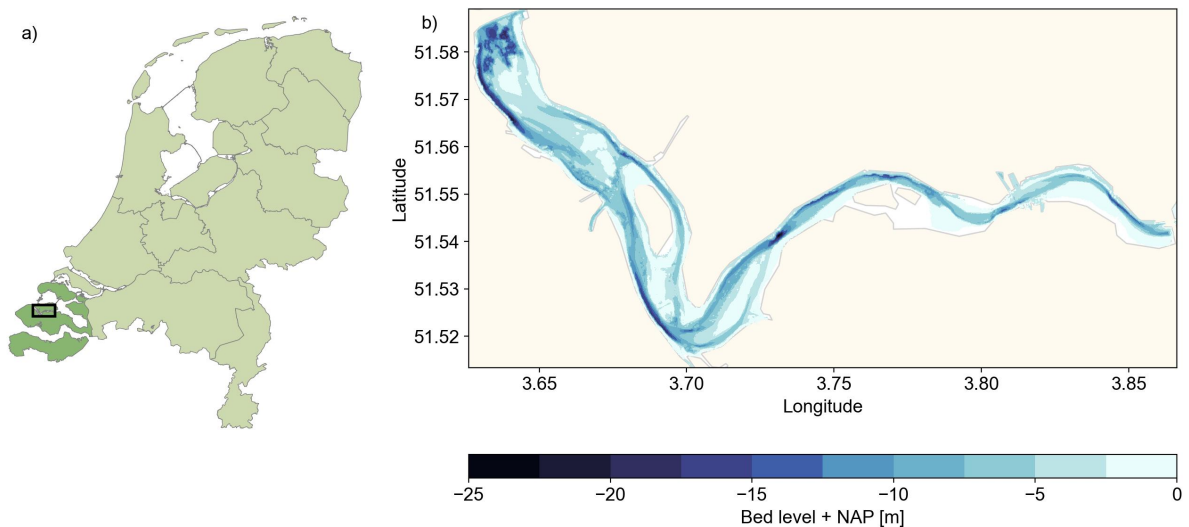 a)
b)
51.58
51.57
51.56
51.55
51.54
51.53
51.52
Latitude
3.65 3.70 3.75 3.80 3.85
Longitude
−25 −20 −15 −10 −5 0
Bed level + NAP [m]